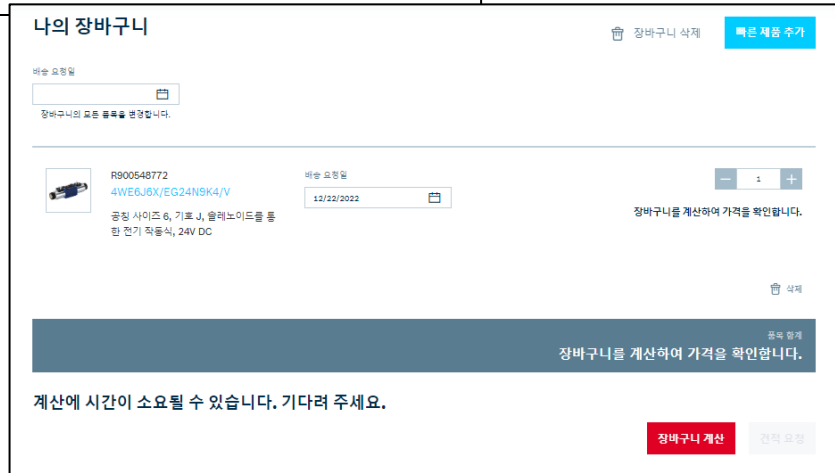 나의 장바구니
장바구니 삭제
빠른 제품 추가
배송 요청일
장바구니의 모든 품목을 변경합니다.
R900548772
4WE6J6X/EG24N9K4/V
공칭 사이즈 6, 기호 J, 솔레노이드를 통
한 전기 작동식, 24V DC
배송 요청일
12/22/2022
1
장바구니를 계산하여 가격을 확인합니다.
삭제
품목 합계
장바구니를 계산하여 가격을 확인합니다.
계산에 시간이 소요될 수 있습니다. 기다려 주세요.
장바구니 계산
견적 요청